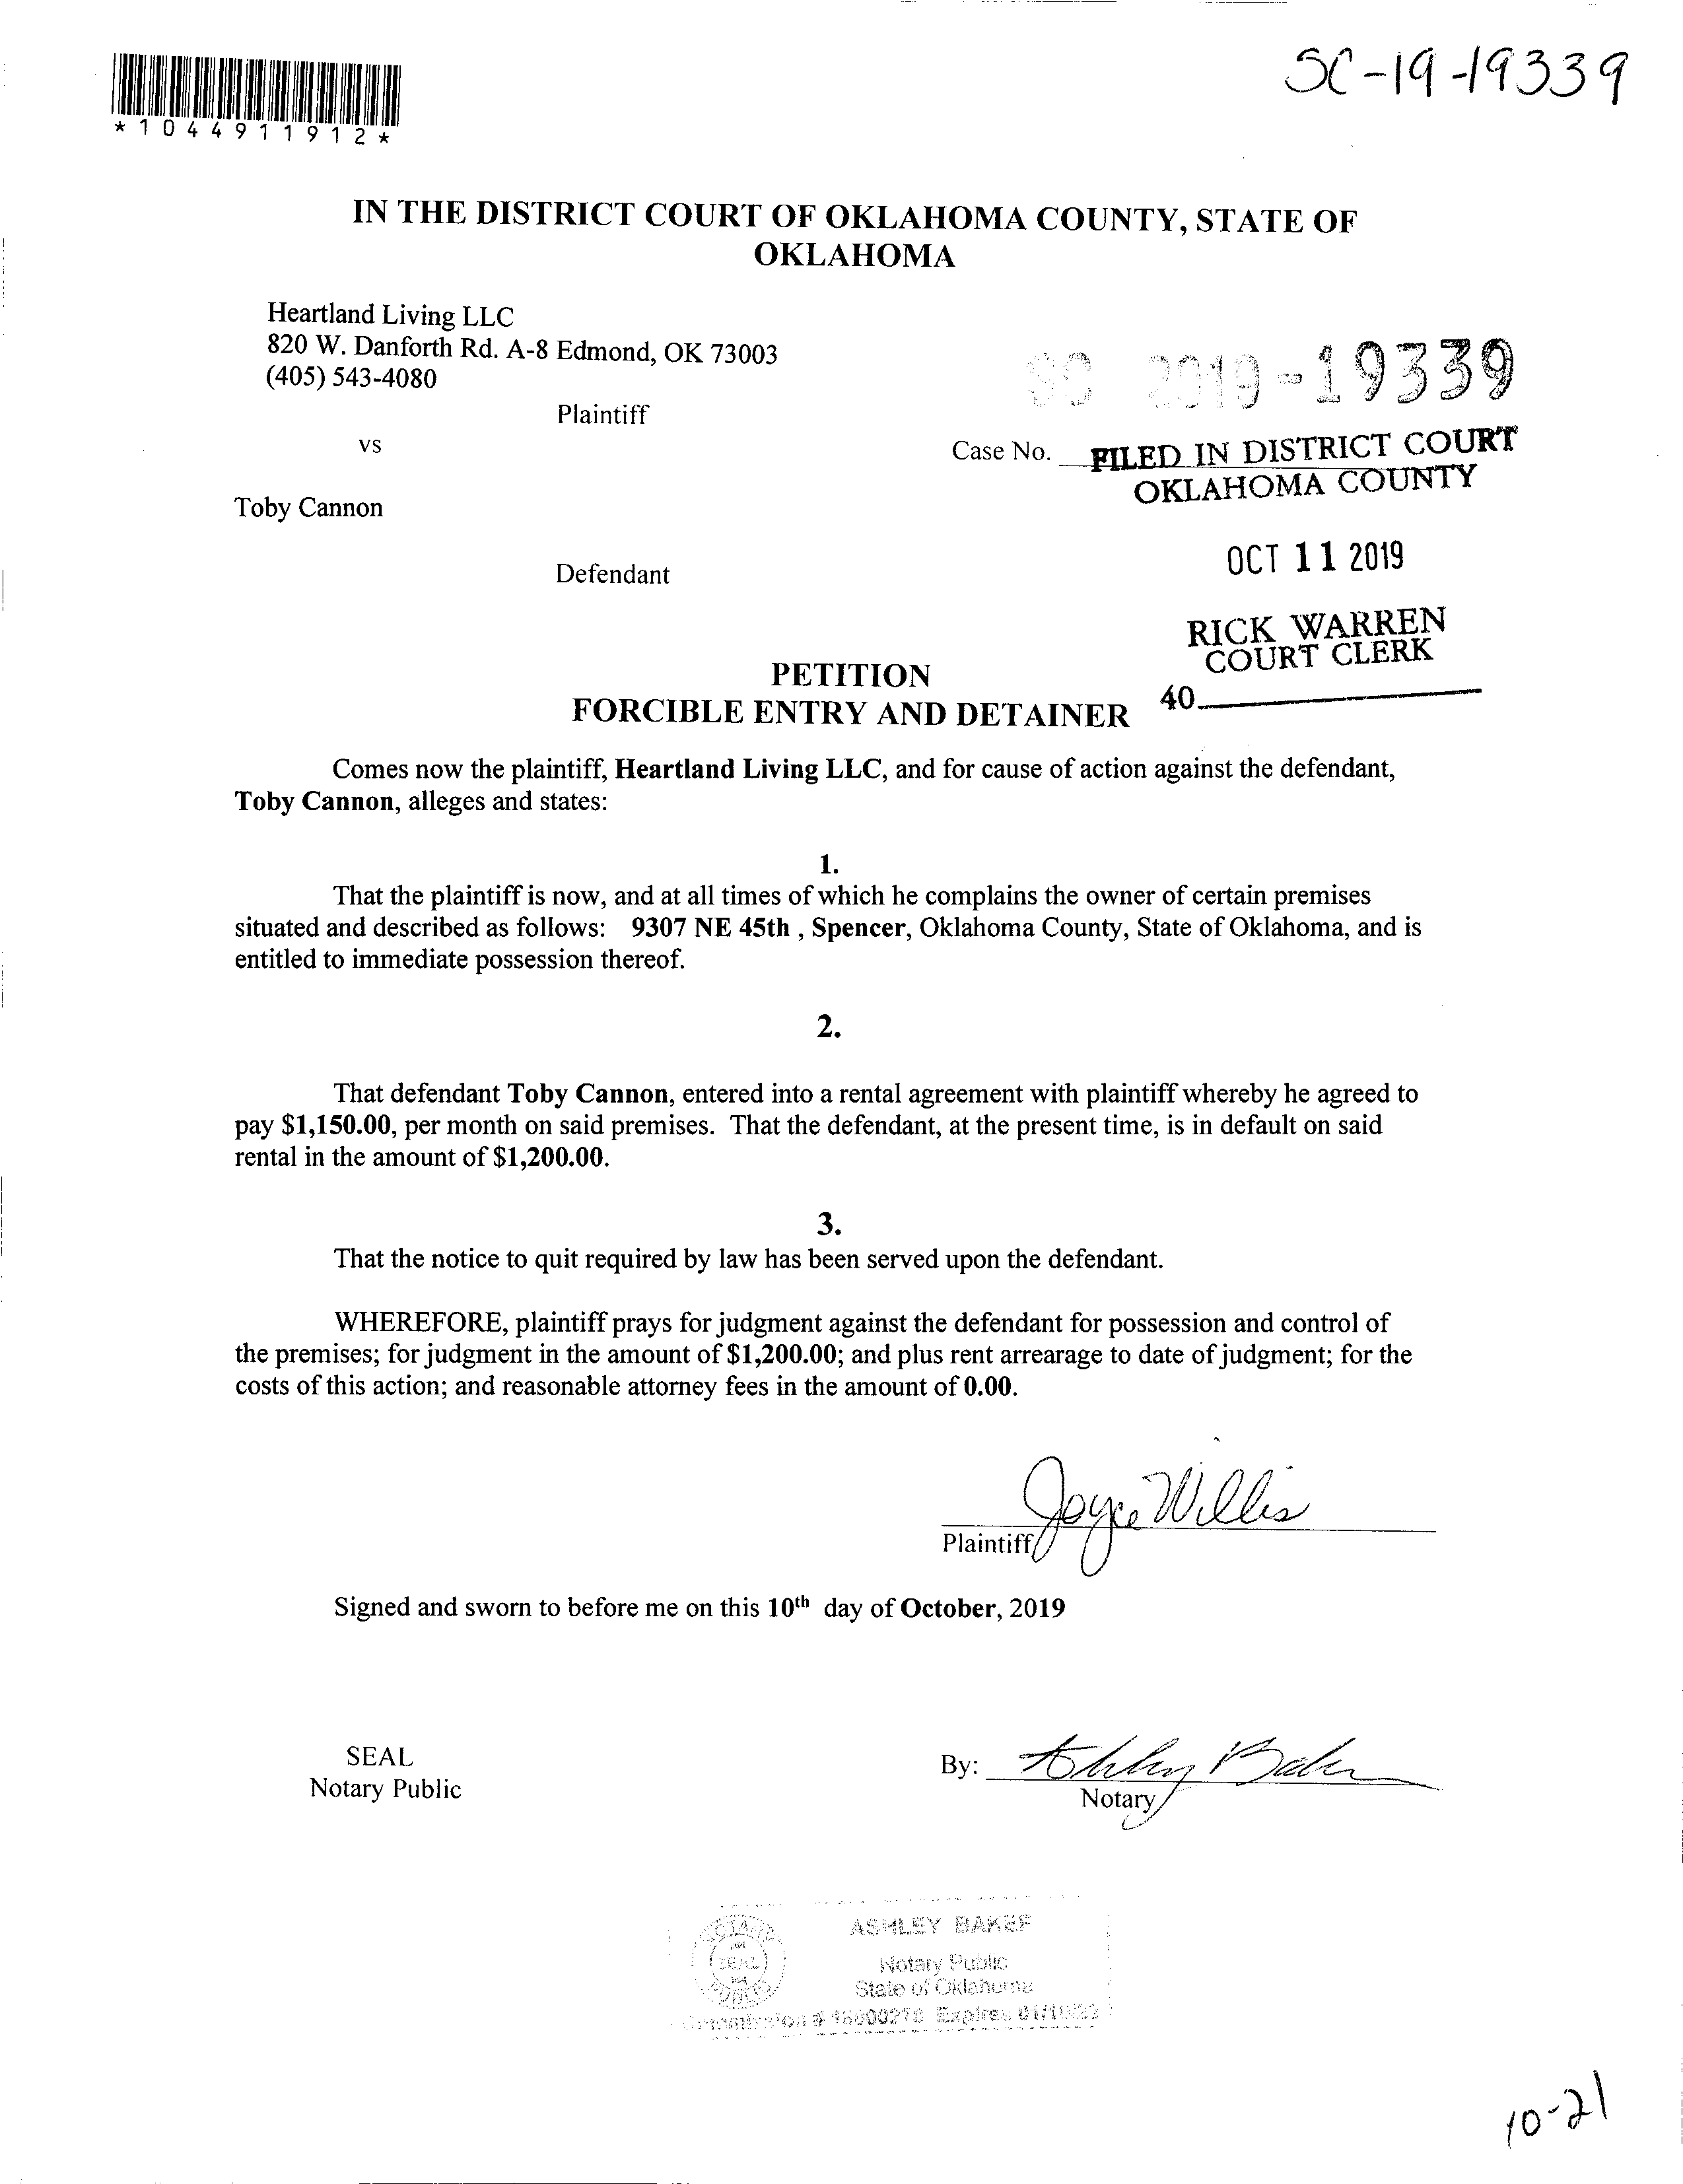 SC-19-19339
*1044911912*
IN THE DISTRICT COURT OF OKLAHOMA COUNTY, STATE OF
OKLAHOMA
Heartland Living LLC
820 W. Danforth Rd. A-8 Edmond, OK 73003
(405) 543-4080
Plaintiff
vs
Toby Cannon
Defendant
SC 2019-19339
Case No.
FILED IN DISTRICT COURT
OKLAHOMA COUNTY
OCT 11 2019
RICK WARREN
COURT CLERK
40
PETITION
FORCIBLE ENTRY AND DETAINER
Comes now the plaintiff, Heartland Living LLC, and for cause of action against the defendant,
Toby Cannon, alleges and states:
1.
That the plaintiff is now, and at all times of which he complains the owner of certain premises
situated and described as follows: 9307 NE 45th , Spencer, Oklahoma County, State of Oklahoma, and is
entitled to immediate possession thereof.
2.
That defendant Toby Cannon, entered into a rental agreement with plaintiff whereby he agreed to
pay $1,150.00, per month on said premises. That the defendant, at the present time, is in default on said
rental in the amount of $1,200.00.
3.
That the notice to quit required by law has been served upon the defendant.
WHEREFORE, plaintiff prays for judgment against the defendant for possession and control of
the premises; for judgment in the amount of $1,200.00; and plus rent arrearage to date of judgment; for the
costs of this action; and reasonable attorney fees in the amount of 0.00.
Joyce Willis
Plaintiff
Signed and sworn to before me on this 10th day of October, 2019
SEAL
Notary Public
By: Ashley Baker
Notary
ASHLEY BAKER
Notary Public
State of Oklahoma
Expires
10-21